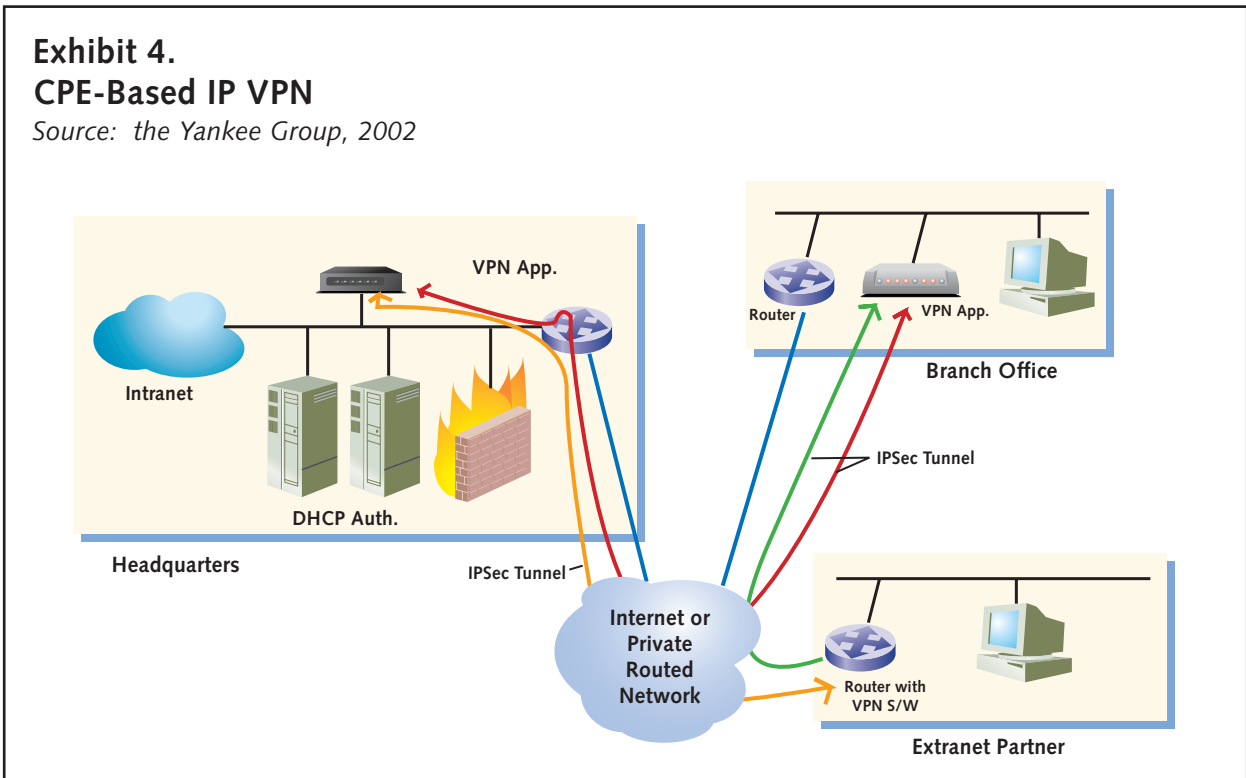 Exhibit 4.
CPE-Based IP VPN
Source: the Yankee Group, 2002
VPN App.
Intranet
DHCP Auth.
Headquarters
IPSec Tunnel
Router
VPN App.
Branch Office
IPSec Tunnel
Internet or
Private
Routed
Network
Router with
VPN S/W
Extranet Partner